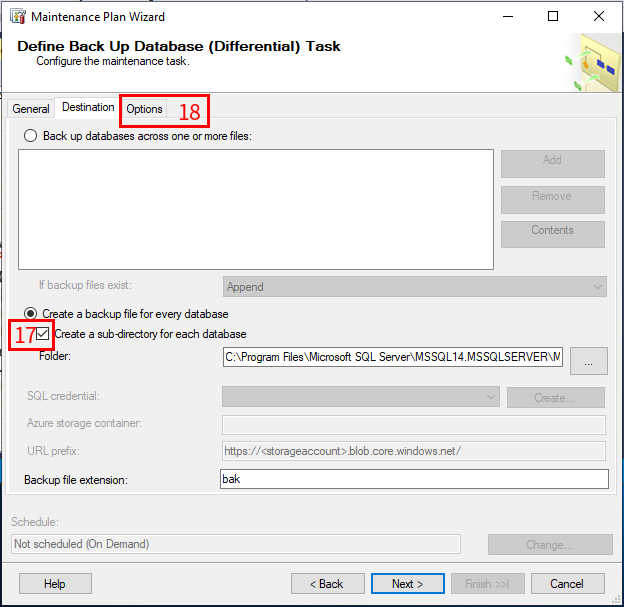 Maintenance Plan Wizard
Define Back Up Database (Differential) Task
Configure the maintenance task.
General Destination Options 18
Back up databases across one or more files:
Add
Remove
Contents
If backup files exist: Append
Create a backup file for every database
17 Create a sub-directory for each database
Folder: C:\Program Files\Microsoft SQL Server\MSSQL14.MSSQLSERVER\M ...
SQL credential: Create...
Azure storage container:
URL prefix: https://<storageaccount>.blob.core.windows.net/
Backup file extension: bak
Schedule:
Not scheduled (On Demand) Change...
Help < Back Next > Finish >>| Cancel